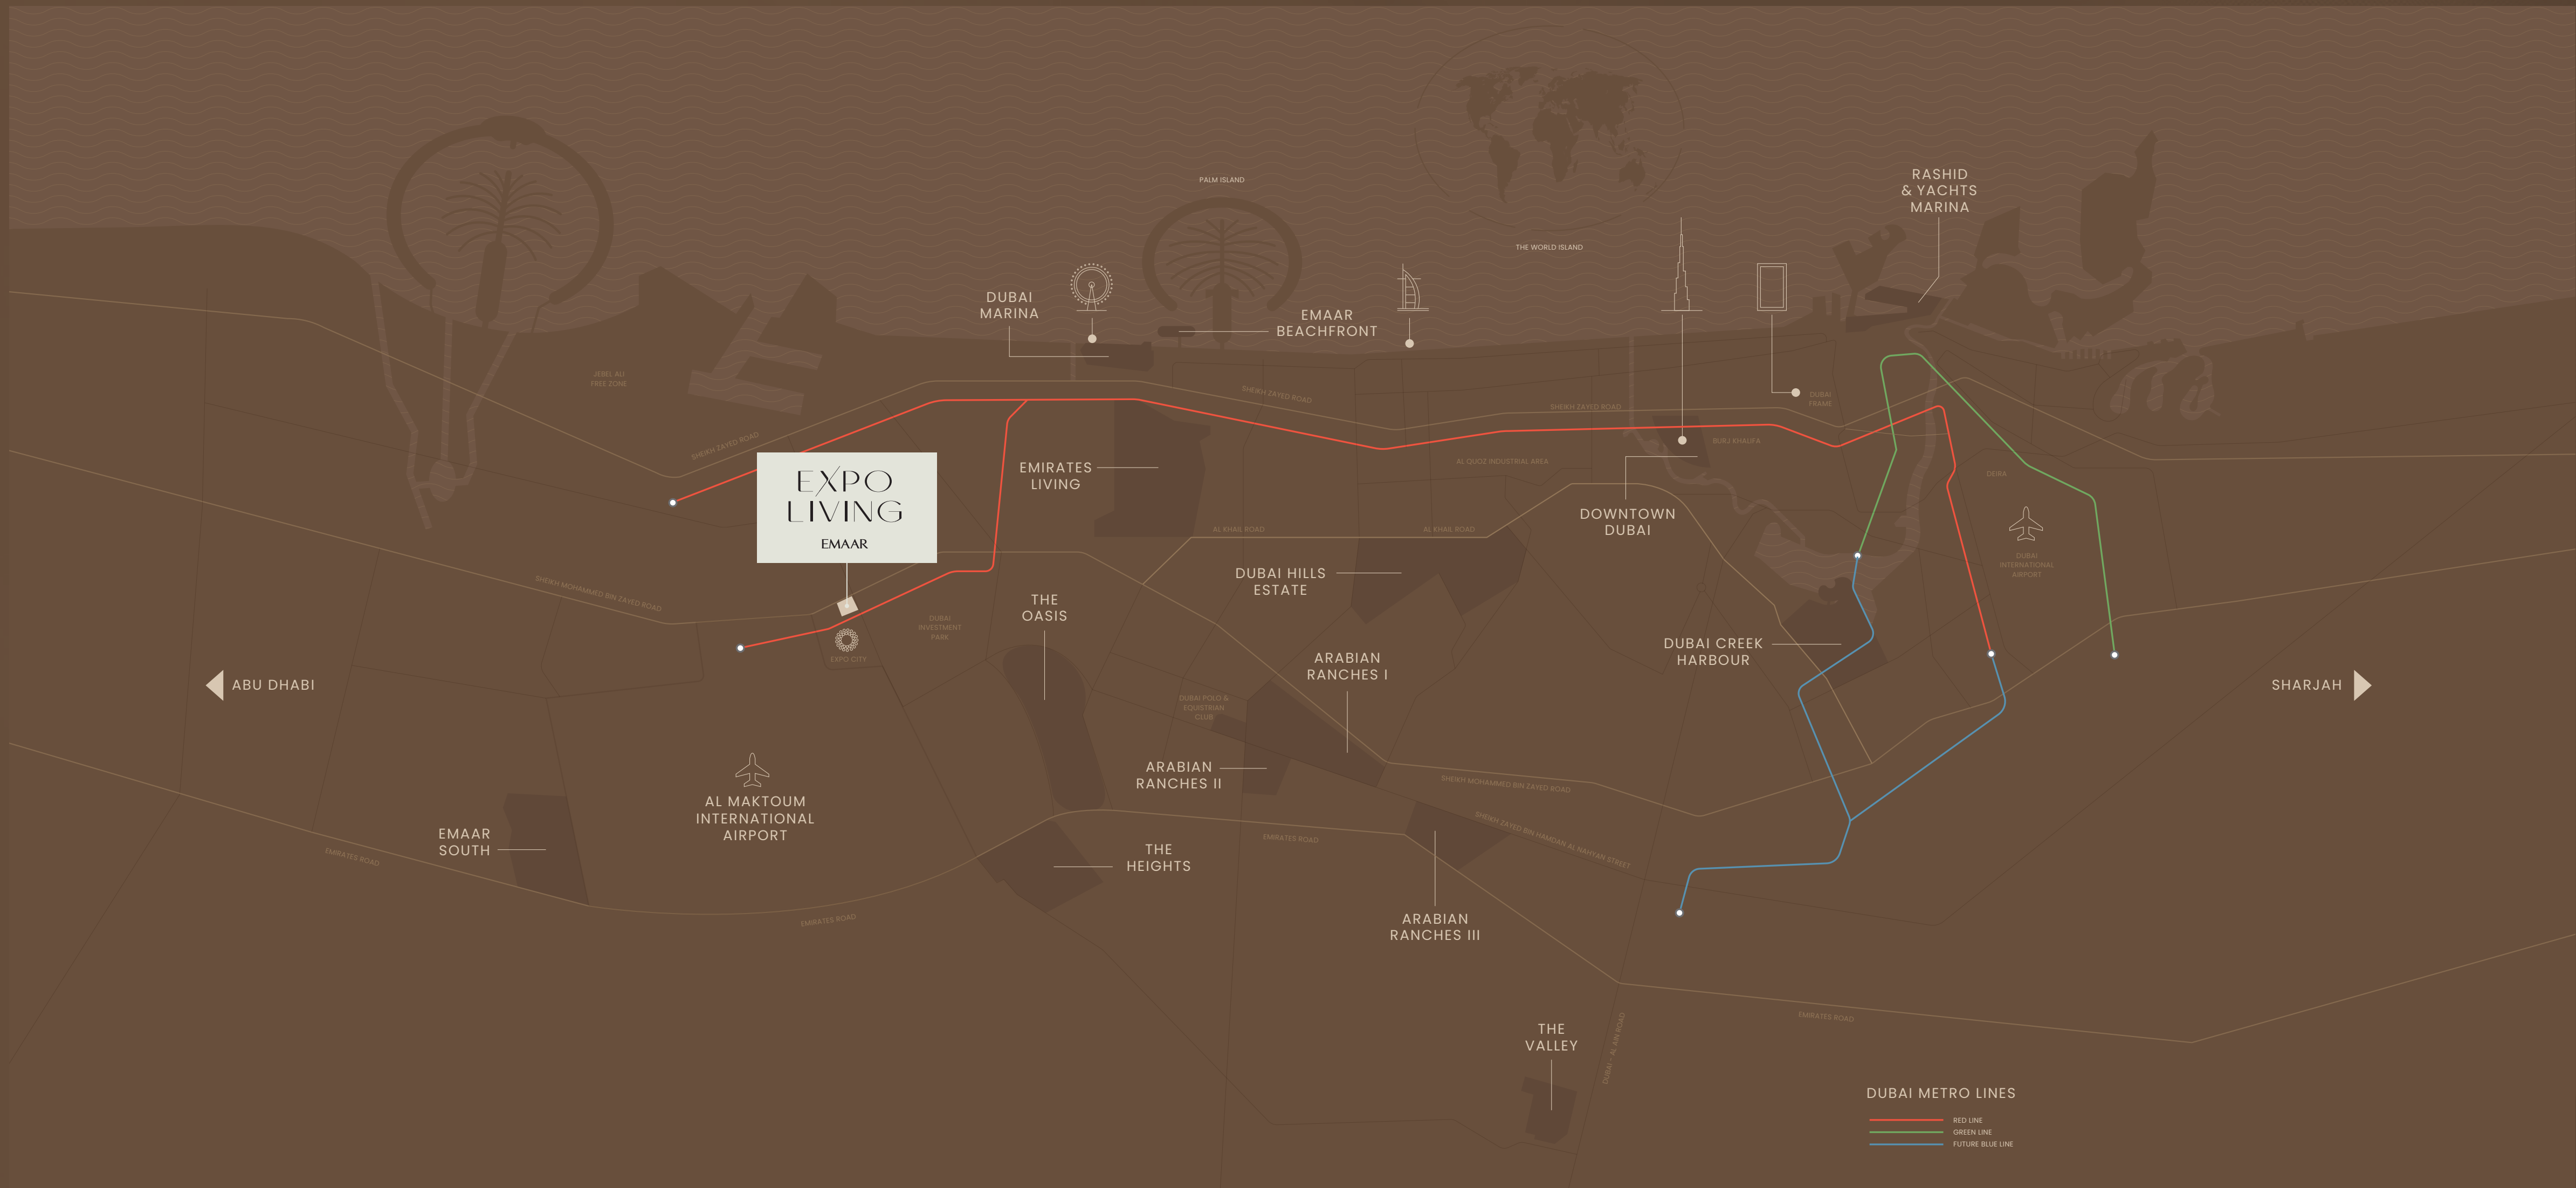 PALM ISLAND
THE WORLD ISLAND
RASHID
& YACHTS
MARINA
DUBAI
MARINA
EMAAR
BEACHFRONT
JEBEL ALI
FREE ZONE
SHEIKH ZAYED ROAD
SHEIKH ZAYED ROAD
SHEIKH ZAYED ROAD
DUBAI
FRAME
BURJ KHALIFA
EXPO
LIVING
EMAAR
EMIRATES
LIVING
AL QUOZ INDUSTRIAL AREA
DEIRA
AL KHAIL ROAD
AL KHAIL ROAD
DOWNTOWN
DUBAI
DUBAI
INTERNATIONAL
AIRPORT
DUBAI HILLS
ESTATE
SHEIKH MOHAMMED BIN ZAYED ROAD
THE
OASIS
DUBAI
INVESTMENT
PARK
EXPO CITY
DUBAI CREEK
HARBOUR
ARABIAN
RANCHES I
ABU DHABI
SHARJAH
DUBAI POLO &
EQUISTRIAN
CLUB
ARABIAN
RANCHES II
SHEIKH MOHAMMED BIN ZAYED ROAD
AL MAKTOUM
INTERNATIONAL
AIRPORT
EMAAR
SOUTH
EMIRATES ROAD
EMIRATES ROAD
SHEIKH ZAYED BIN HAMDAN AL NAHYAN STREET
THE
HEIGHTS
EMIRATES ROAD
ARABIAN
RANCHES III
EMIRATES ROAD
THE
VALLEY
DUBAI - AL AIN ROAD
DUBAI METRO LINES
RED LINE
GREEN LINE
FUTURE BLUE LINE